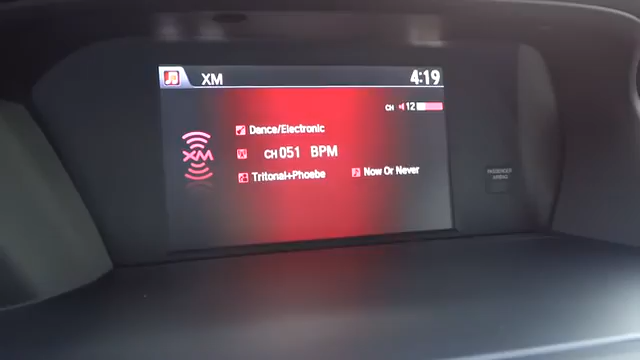 XM 4:19
CH 12
Dance/Electronic
XM
CH 051 BPM
Tritonal+Phoebe Now Or Never
PASSENGER
AIRBAG